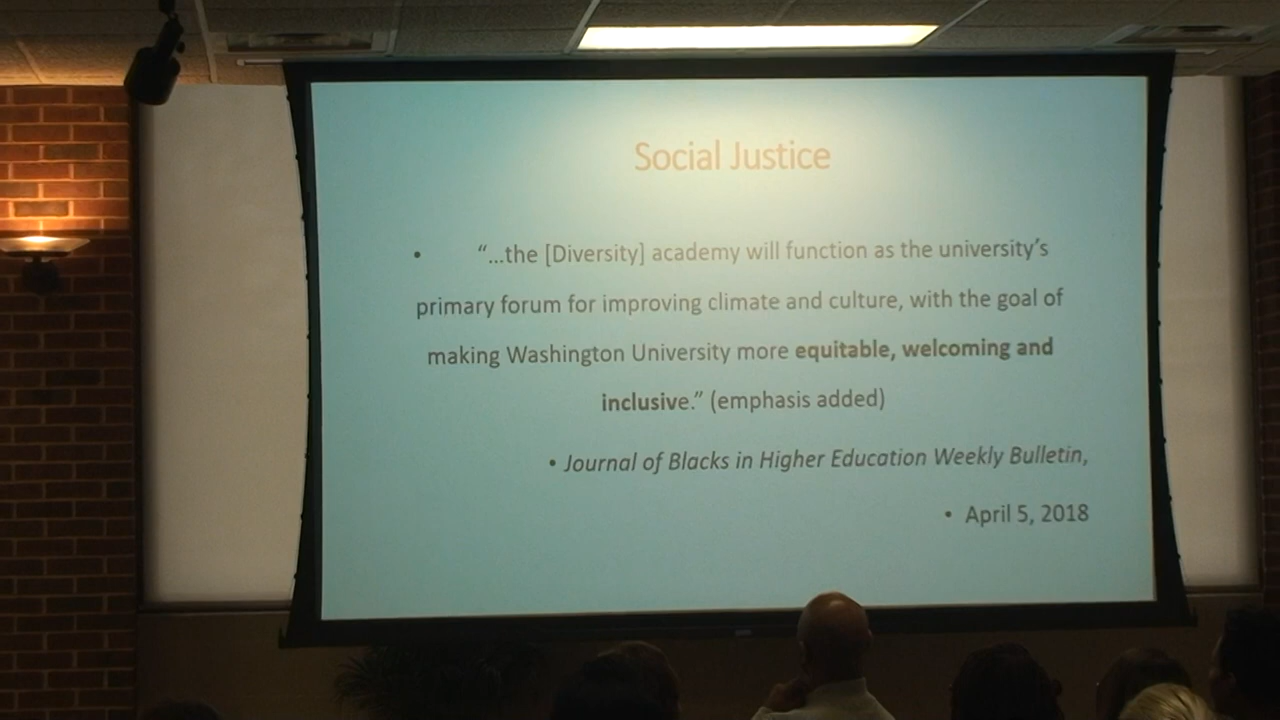 Social Justice
• “...the [Diversity] academy will function as the university’s
primary forum for improving climate and culture, with the goal of
making Washington University more equitable, welcoming and
inclusive.” (emphasis added)
• Journal of Blacks in Higher Education Weekly Bulletin,
• April 5, 2018